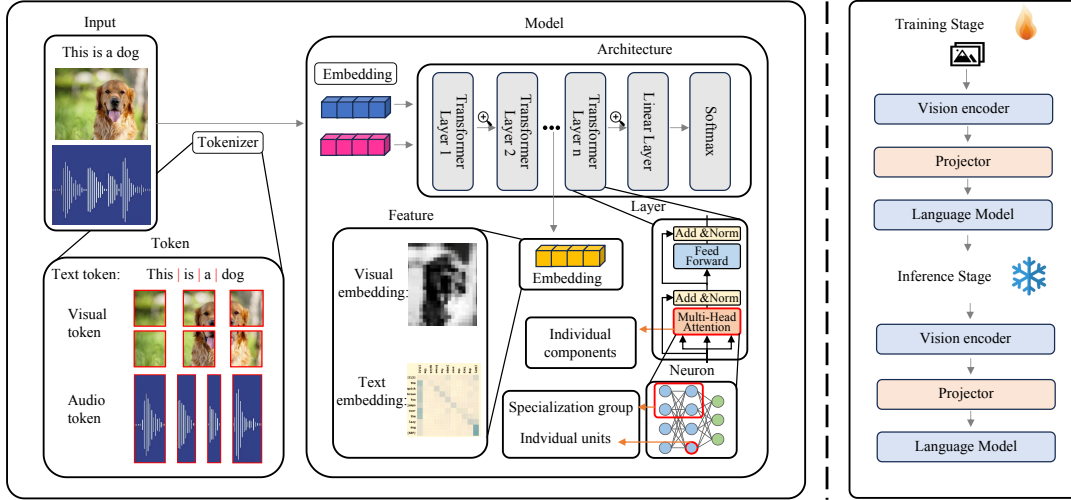 Input
This is a dog
Tokenizer
Token
Text token:
This | is | a | dog
Visual
token
Audio
token
Model
Architecture
Embedding
Transformer
Layer 1
Transformer
Layer 2
Transformer
Layer n
Linear Layer
Softmax
Feature
Visual
embedding:
Text
embedding:
Embedding
Layer
Add &Norm
Feed
Forward
Add &Norm
Multi-Head
Attention
Individual
components
Neuron
Specialization group
Indvidual units
Training Stage
Vision encoder
Projector
Language Model
Inference Stage
Vision encoder
Projector
Language Model